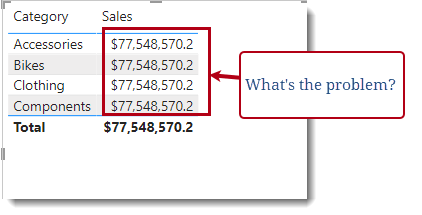 Category Sales
Accessories $77,548,570.2
Bikes $77,548,570.2
Clothing $77,548,570.2
Components $77,548,570.2
Total $77,548,570.2
What's the problem?